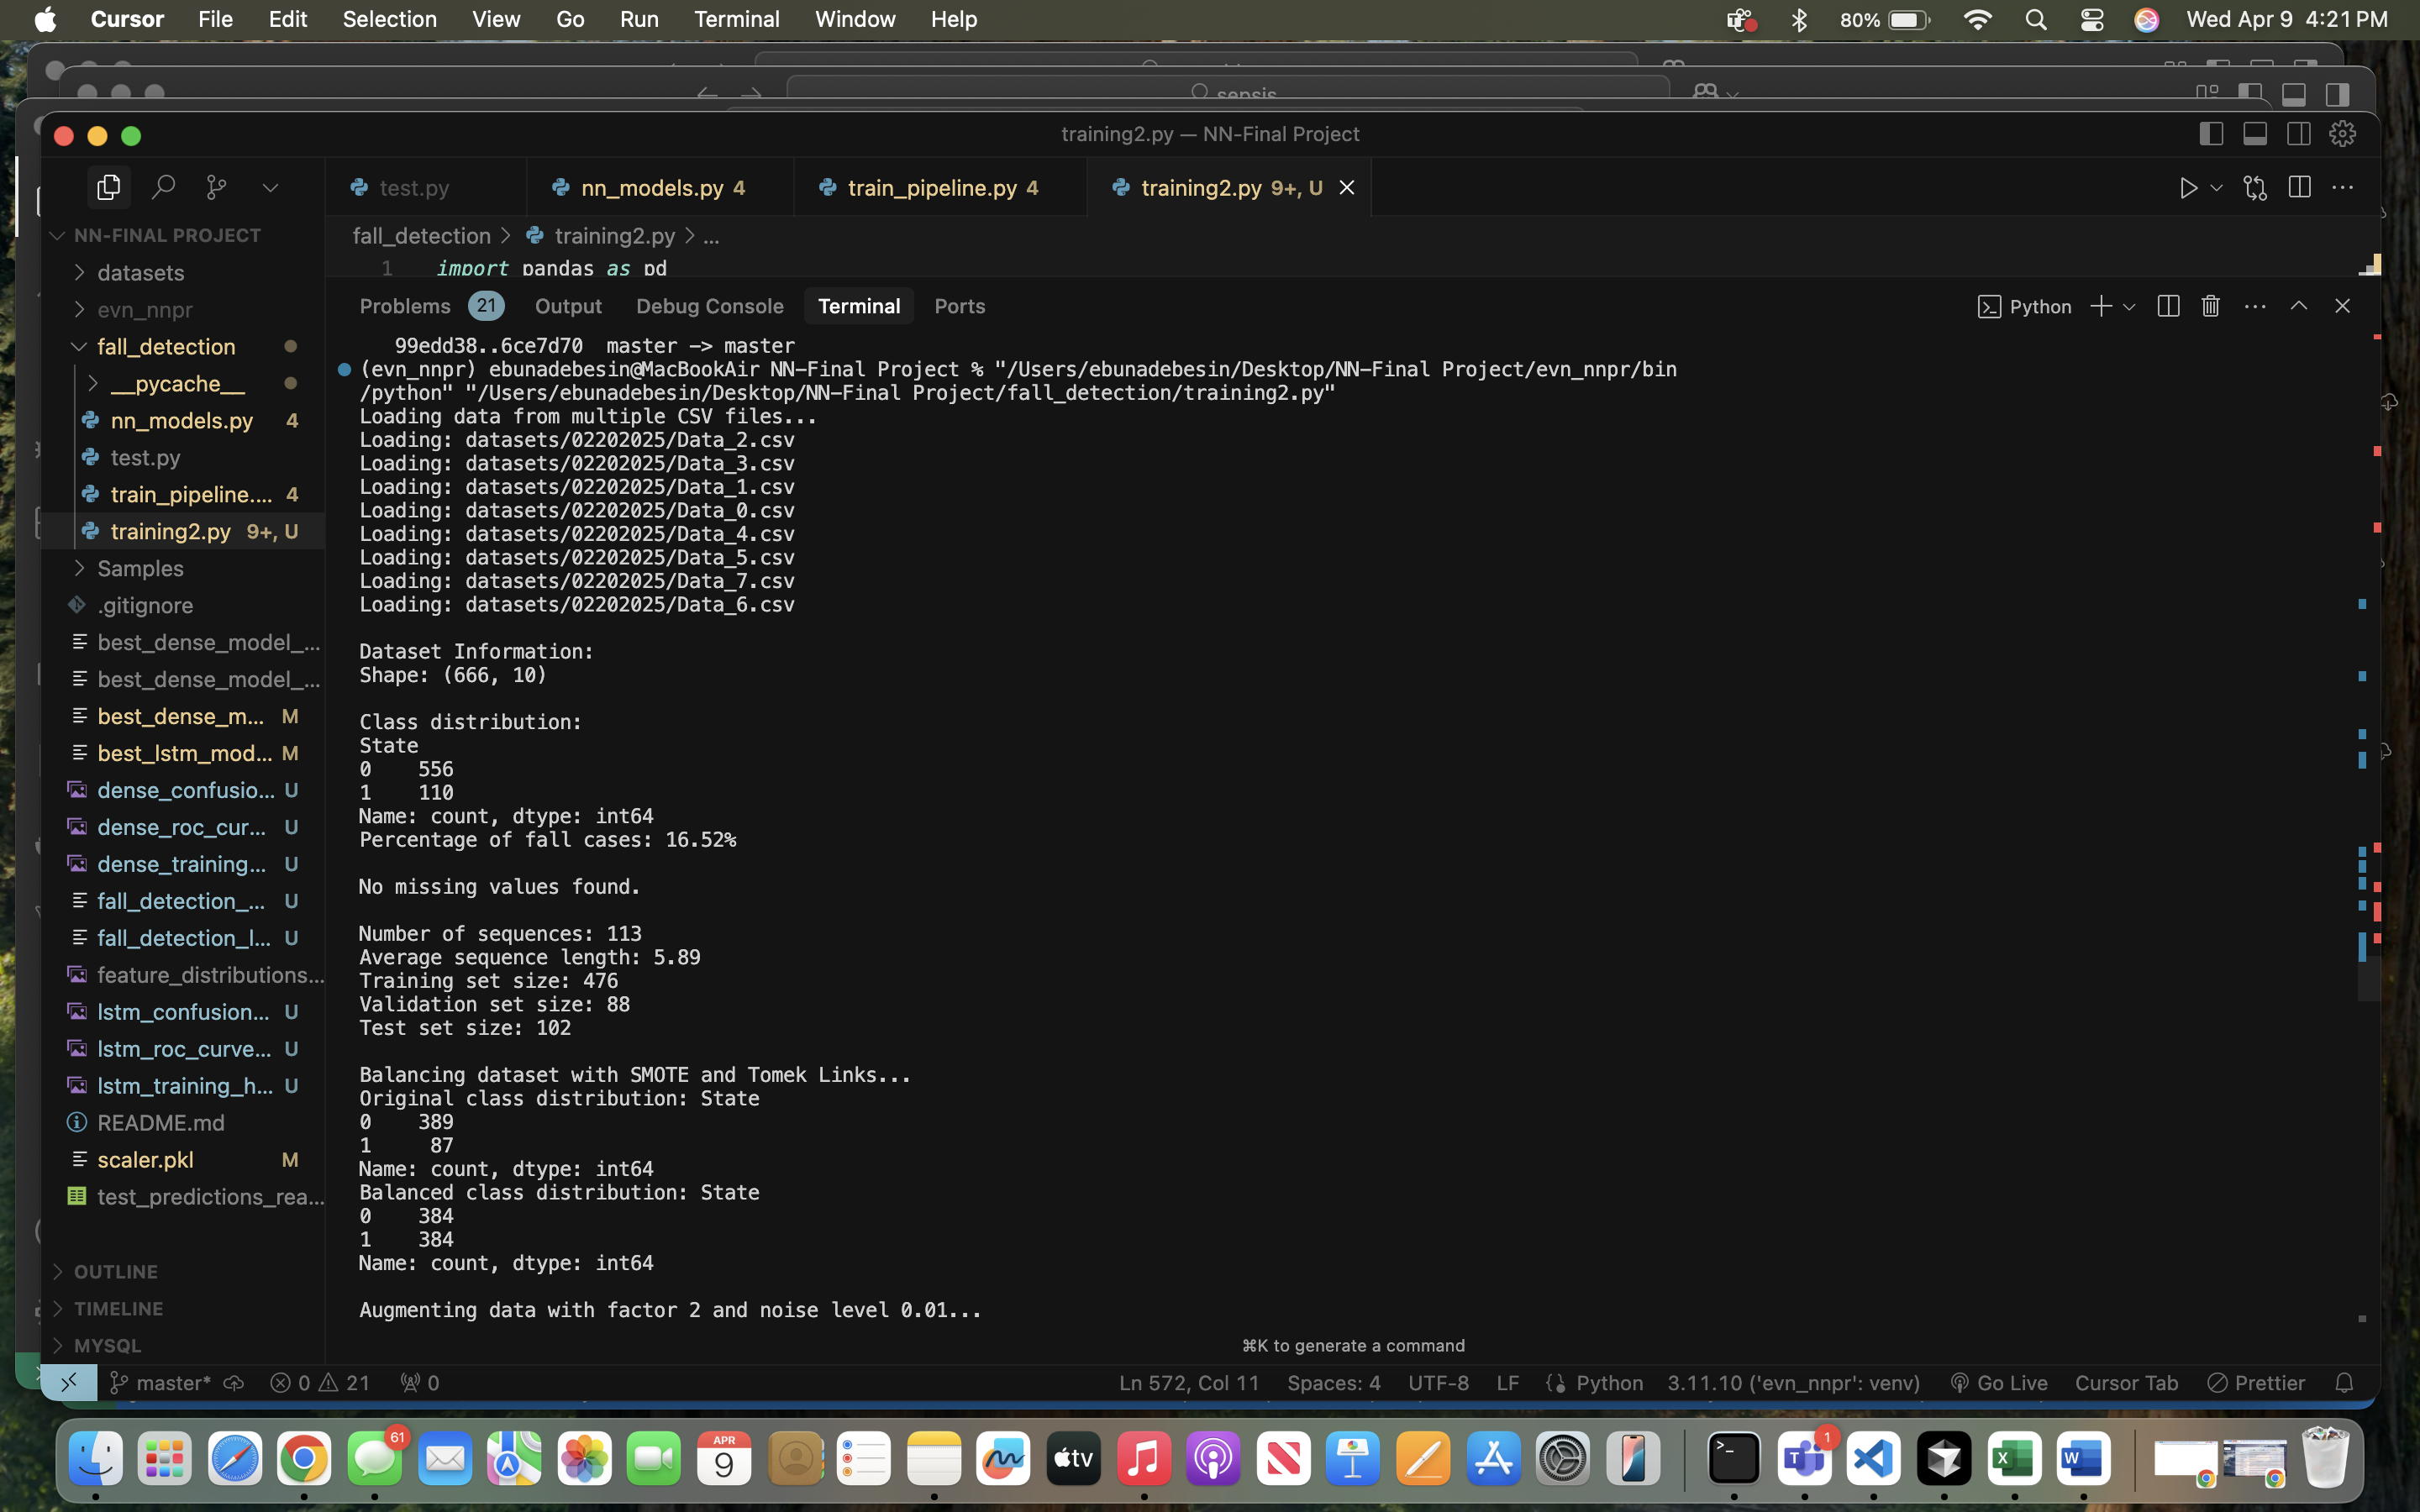 Cursor File Edit Selection View Go Run Terminal Window Help 80% Wed Apr 9 4:21 PM
sepsis
training2.py — NN-Final Project
test.py nn_models.py 4 train_pipeline.py 4 training2.py 9+, U
NN-FINAL PROJECT
datasets
evn_nnpr
fall_detection
__pycache__
nn_models.py 4
test.py
train_pipeline.... 4
training2.py 9+, U
Samples
.gitignore
best_dense_model_...
best_dense_model_...
best_dense_m... M
best_lstm_mod... M
dense_confusio... U
dense_roc_cur... U
dense_training... U
fall_detection_... U
fall_detection_l... U
feature_distributions...
lstm_confusion... U
lstm_roc_curve... U
lstm_training_h... U
README.md
scaler.pkl M
test_predictions_rea...
OUTLINE
TIMELINE
MYSQL
fall_detection > training2.py > ...
1 import pandas as pd
Problems 21 Output Debug Console Terminal Ports Python
99edd38..6ce7d70 master -> master
(evn_nnpr) ebunadebesin@MacBookAir NN-Final Project % "/Users/ebunadebesin/Desktop/NN-Final Project/evn_nnpr/bin
/python" "/Users/ebunadebesin/Desktop/NN-Final Project/fall_detection/training2.py"
Loading data from multiple CSV files...
Loading: datasets/02202025/Data_2.csv
Loading: datasets/02202025/Data_3.csv
Loading: datasets/02202025/Data_1.csv
Loading: datasets/02202025/Data_0.csv
Loading: datasets/02202025/Data_4.csv
Loading: datasets/02202025/Data_5.csv
Loading: datasets/02202025/Data_7.csv
Loading: datasets/02202025/Data_6.csv
Dataset Information:
Shape: (666, 10)
Class distribution:
State
0 556
1 110
Name: count, dtype: int64
Percentage of fall cases: 16.52%
No missing values found.
Number of sequences: 113
Average sequence length: 5.89
Training set size: 476
Validation set size: 88
Test set size: 102
Balancing dataset with SMOTE and Tomek Links...
Original class distribution: State
0 389
1 87
Name: count, dtype: int64
Balanced class distribution: State
0 384
1 384
Name: count, dtype: int64
Augmenting data with factor 2 and noise level 0.01...
⌘K to generate a command
master* 0 21 0 Ln 572, Col 11 Spaces: 4 UTF-8 LF Python 3.11.10 ('evn_nnpr': venv) Go Live Cursor Tab Prettier
61
APR
9
tv
1